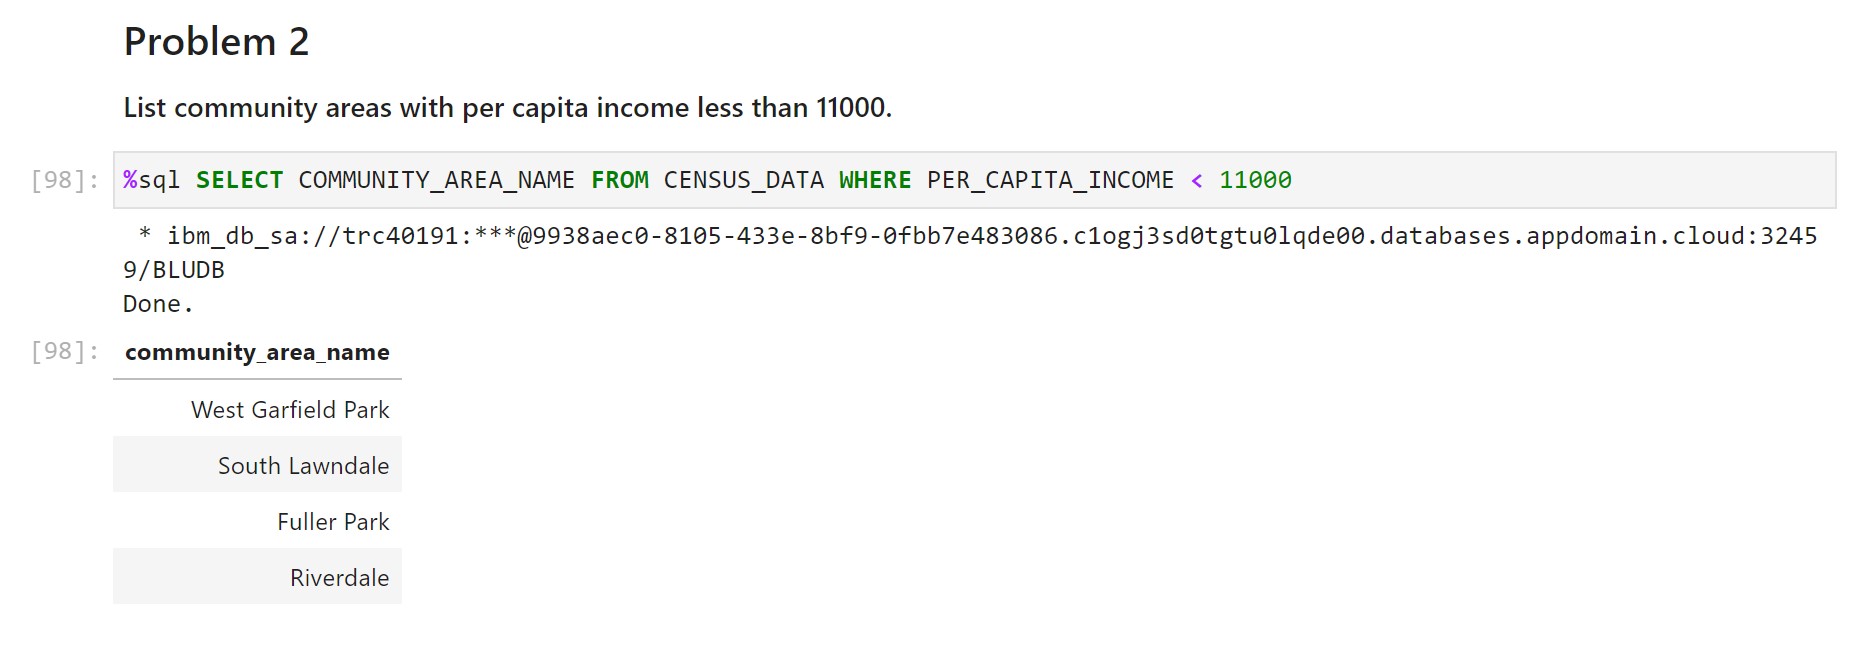 Problem 2
List community areas with per capita income less than 11000.
[98]: %sql SELECT COMMUNITY_AREA_NAME FROM CENSUS_DATA WHERE PER_CAPITA_INCOME < 11000
* ibm_db_sa://trc40191:***@9938aec0-8105-433e-8bf9-0fbb7e483086.c1ogj3sd0tgtu0lqde00.databases.appdomain.cloud:3245
9/BLUDB
Done.
[98]: community_area_name
West Garfield Park
South Lawndale
Fuller Park
Riverdale